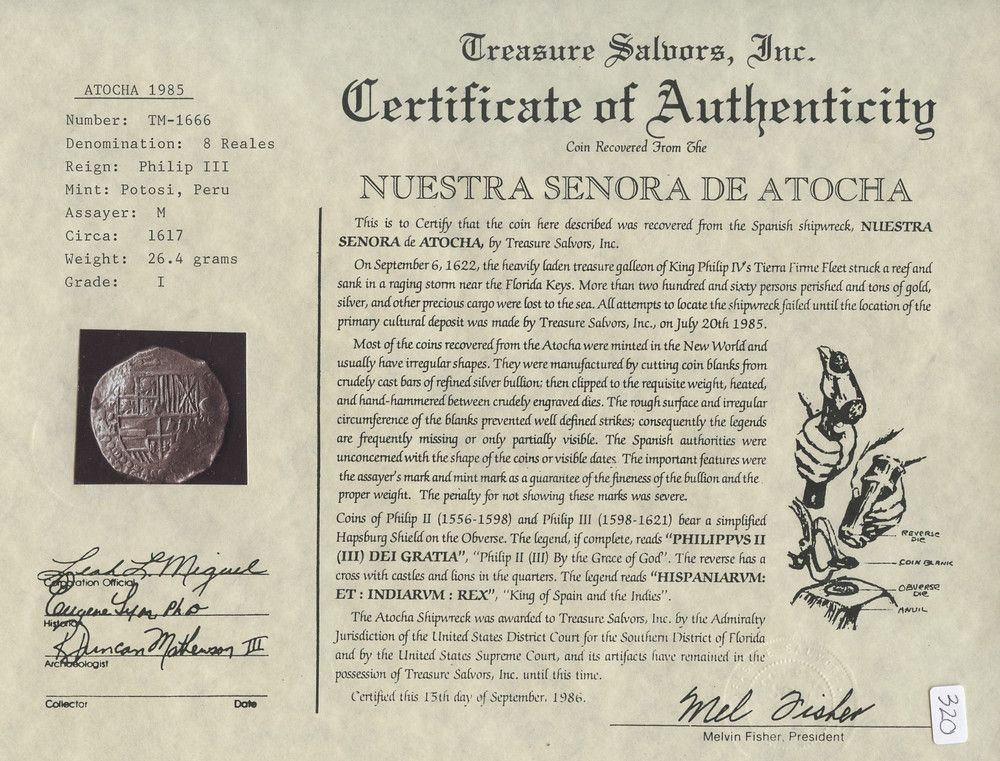 Treasure Salvors, Inc.
Certificate of Authenticity
Coin Recovered From The
NUESTRA SENORA DE ATOCHA
ATOCHA 1985
Number: TM-1666
Denomination: 8 Reales
Reign: Philip III
Mint: Potosi, Peru
Assayer: M
Circa: 1617
Weight: 26.4 grams
Grade: I
This is to Certify that the coin here described was recovered from the Spanish shipwreck, NUESTRA
SENORA de ATOCHA, by Treasure Salvors, Inc.
On September 6, 1622, the heavily laden treasure galleon of King Philip IV's Tierra Firme Fleet struck a reef and
sank in a raging storm near the Florida Keys. More than two hundred and sixty persons perished and tons of gold,
silver, and other precious cargo were lost to the sea. All attempts to locate the shipwreck failed until the location of the
primary cultural deposit was made by Treasure Salvors, Inc., on July 20th 1985.
Most of the coins recovered from the Atocha were minted in the New World and
usually have irregular shapes. They were manufactured by cutting coin blanks from
crudely cast bars of refined silver bullion; then clipped to the requisite weight, heated,
and hand-hammered between crudely engraved dies. The rough surface and irregular
circumference of the blanks prevented well defined strikes; consequently the legends
are frequently missing or only partially visible. The Spanish authorities were
unconcerned with the shape of the coins or visible dates. The important features were
the assayer's mark and mint mark as a guarantee of the fineness of the bullion and the
proper weight. The penalty for not showing these marks was severe.
Coins of Philip II (1556-1598) and Philip III (1598-1621) bear a simplified
Hapsburg Shield on the Obverse. The legend, if complete, reads "PHILIPPVS II
(III) DEI GRATIA", "Philip II (III) By the Grace of God". The reverse has a
cross with castles and lions in the quarters. The legend reads "HISPANIARVM:
ET : INDIARVM : REX", "King of Spain and the Indies".
The Atocha Shipwreck was awarded to Treasure Salvors, Inc. by the Admiralty
Jurisdiction of the United States District Court for the Southern District of Florida
and by the United States Supreme Court, and its artifacts have remained in the
possession of Treasure Salvors, Inc. until this time.
Certified this 15th day of September, 1986.
REVERSE
DIE
COIN BLANK
OBVERSE
DIE
ANVIL
Leah L Miguel
Corporation Official
Eugene Lyon PhD
Historian
R Duncan Mathewson III
Archaeologist
Collector Date
Mel Fisher
Melvin Fisher, President
320